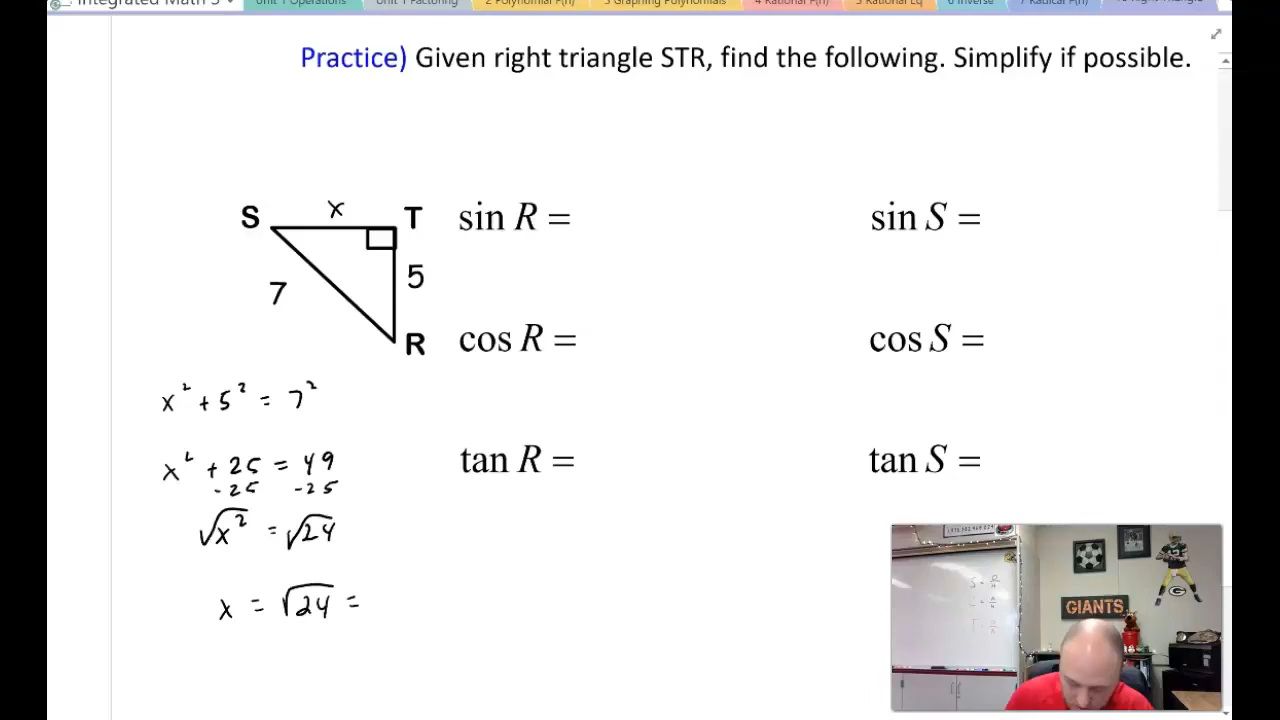 Integrated Math 3
Unit 1 Operations
Unit 1 Factoring
2 Polynomial F(n)
3 Graphing Polynomials
4 Rational F(n)
5 Rational Eq
6 Inverse
7 Radical F(n)
Practice) Given right triangle STR, find the following. Simplify if possible.
S x T
7 5
R
sin R = sin S =
cos R = cos S =
tan R = tan S =
x² + 5² = 7²
x² + 25 = 49
-25 -25
√x² = √24
x = √24 =
S = O/H
A/H
T =
GIANTS
G